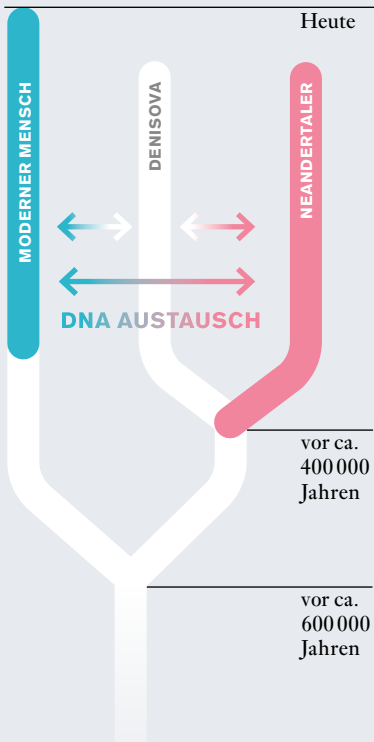 Heute
MODERNER MENSCH
DENISOVA
NEANDERTALER
DNA AUSTAUSCH
vor ca.
400 000
Jahren
vor ca.
600 000
Jahren